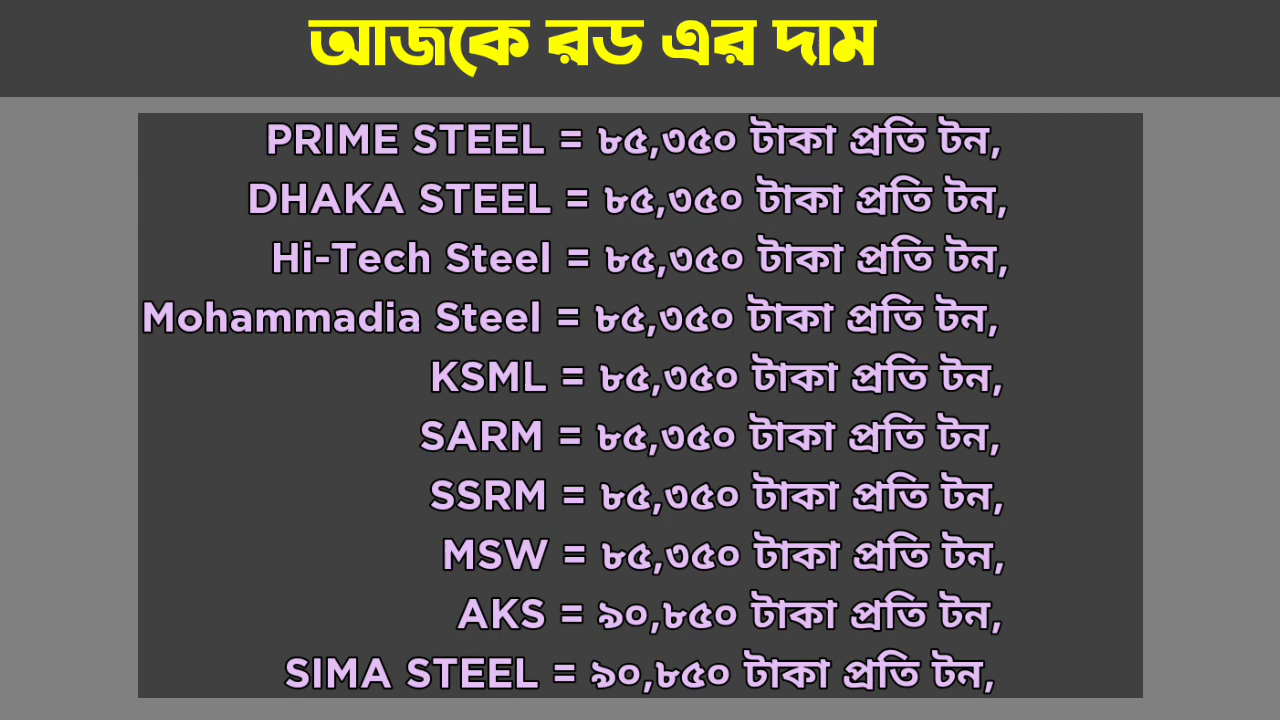 আজকে রড এর দাম
PRIME STEEL = ৮৫,৩৫০ টাকা প্রতি টন,
DHAKA STEEL = ৮৫,৩৫০ টাকা প্রতি টন,
Hi-Tech Steel = ৮৫,৩৫০ টাকা প্রতি টন,
Mohammadia Steel = ৮৫,৩৫০ টাকা প্রতি টন,
KSML = ৮৫,৩৫০ টাকা প্রতি টন,
SARM = ৮৫,৩৫০ টাকা প্রতি টন,
SSRM = ৮৫,৩৫০ টাকা প্রতি টন,
MSW = ৮৫,৩৫০ টাকা প্রতি টন,
AKS = ৯০,৮৫০ টাকা প্রতি টন,
SIMA STEEL = ৯০,৮৫০ টাকা প্রতি টন,